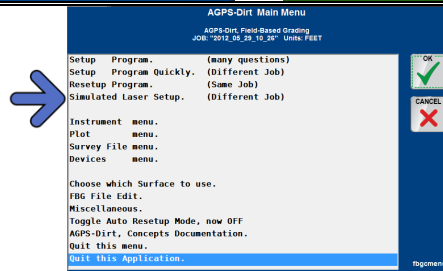 AGPS-Dirt Main Menu
AGPS-Dirt, Field-Based Grading
JOB: "2012_05_29_10_26" Units: FEET
Setup Program. (many questions)
Setup Program Quickly. (Different Job)
Resetup Program. (Same Job)
Simulated Laser Setup. (Different Job)
Instrument menu.
Plot menu.
Survey File menu.
Devices menu.
Choose which Surface to use.
FBG File Edit.
Miscellaneous.
Toggle Auto Resetup Mode, now OFF
AGPS-Dirt, Concepts Documentation.
Quit this menu.
Quit this Application.
OK
CANCEL
fbgcmenu